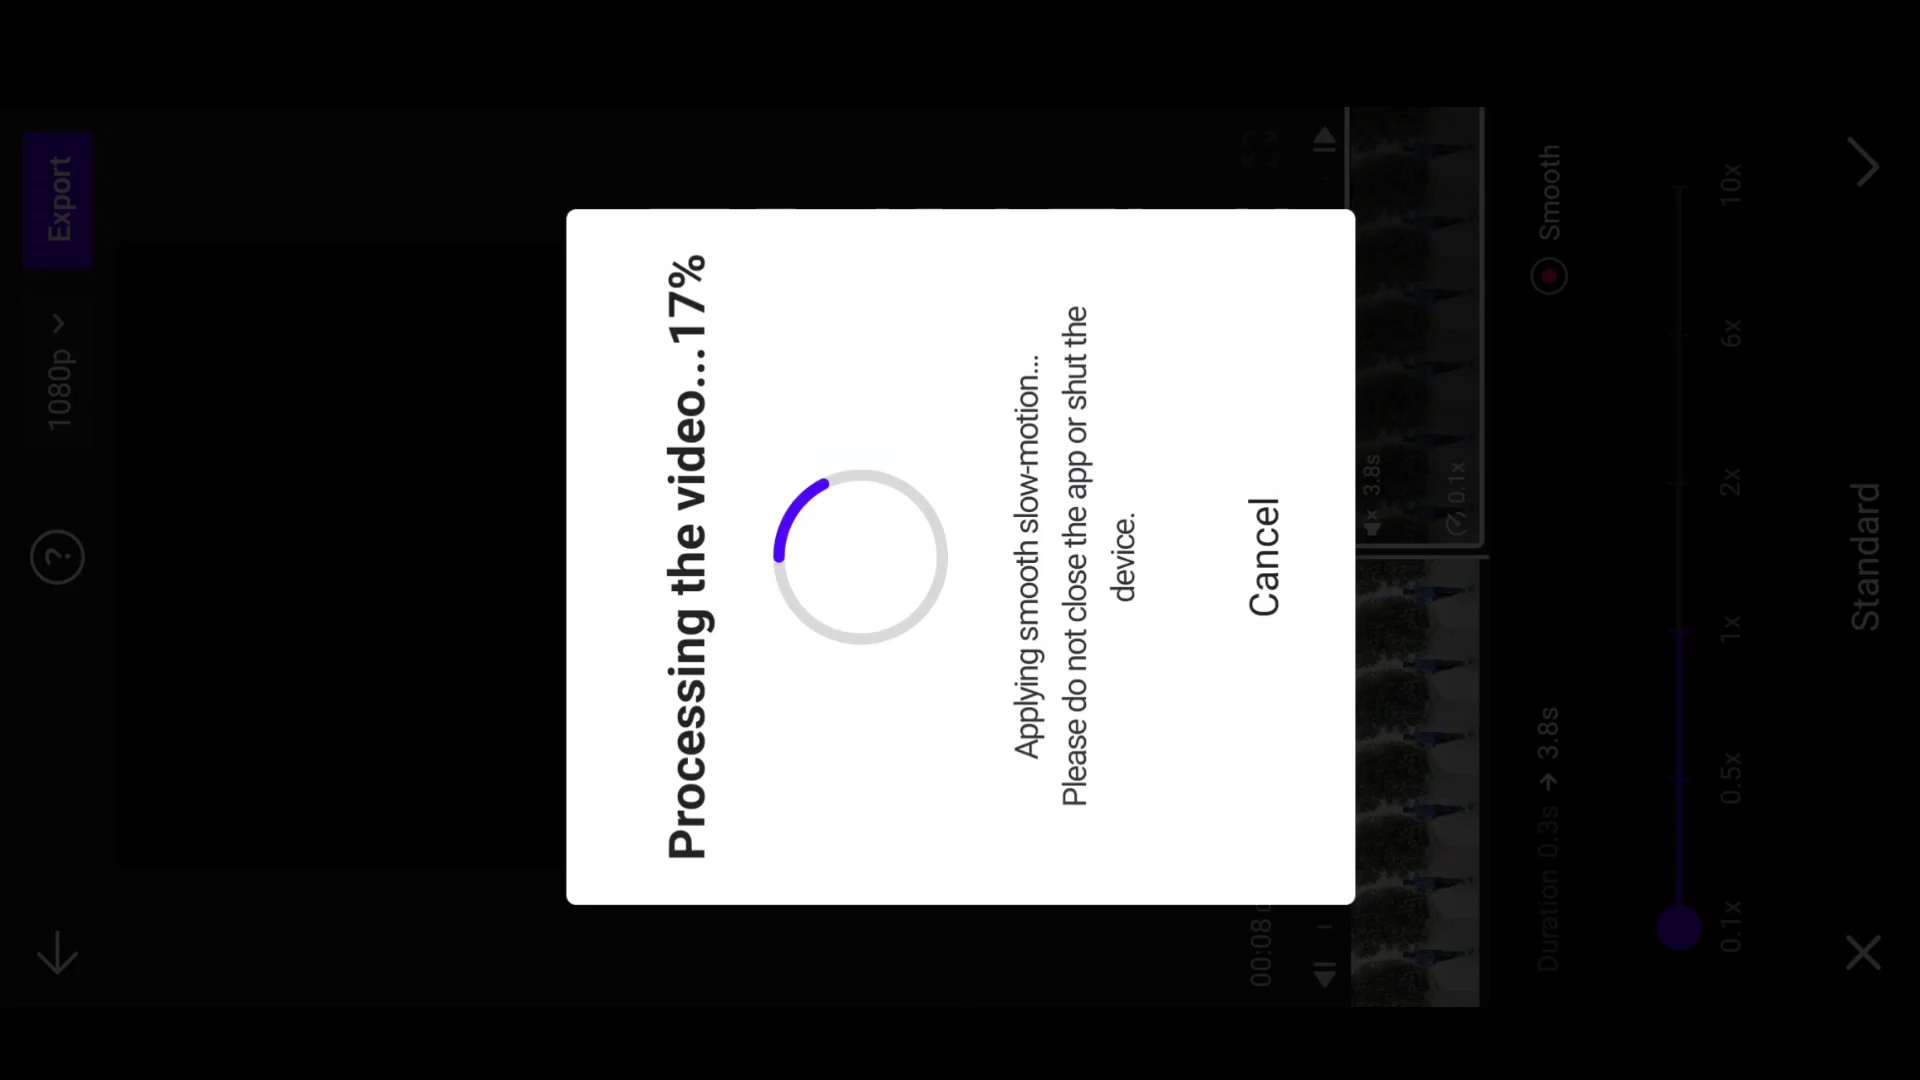 Export
1080p
?
Processing the video...17%
Applying smooth slow-motion...
Please do not close the app or shut the
device.
Cancel
00:08
3.8s
0.1x
Duration 0.3s → 3.8s
Smooth
0.1x 0.5x 1x 2x 6x 10x
Standard